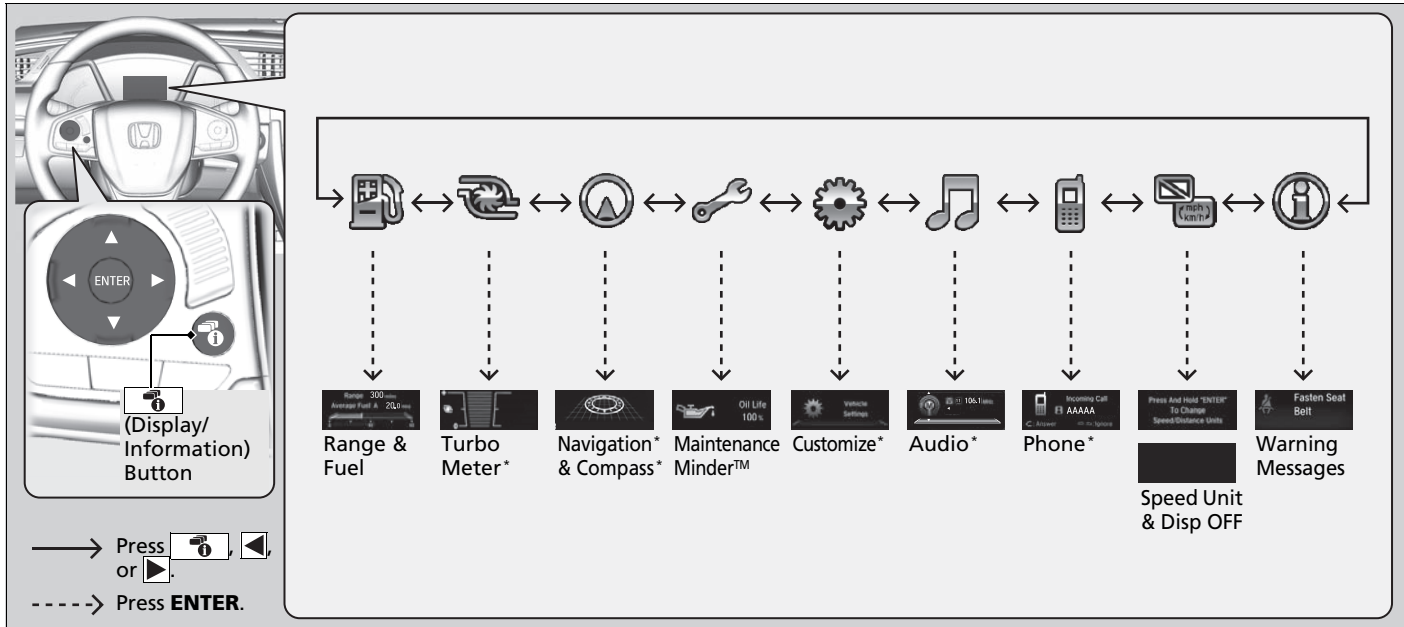 ENTER
(Display/
Information)
Button
Press , ,
or .
Press ENTER.
mph
km/h
Range 300 miles
Average Fuel A 20.0 mpg
Oil Life
100 %
Vehicle
Settings
106.1 MHz
Incoming Call
AAAAA
: Answer : Ignore
Press And Hold "ENTER"
To Change
Speed/Distance Units
Fasten Seat
Belt
Range &
Fuel
Turbo
Meter*
Navigation*
& Compass*
Maintenance
Minder™
Customize*
Audio*
Phone*
Speed Unit
& Disp OFF
Warning
Messages